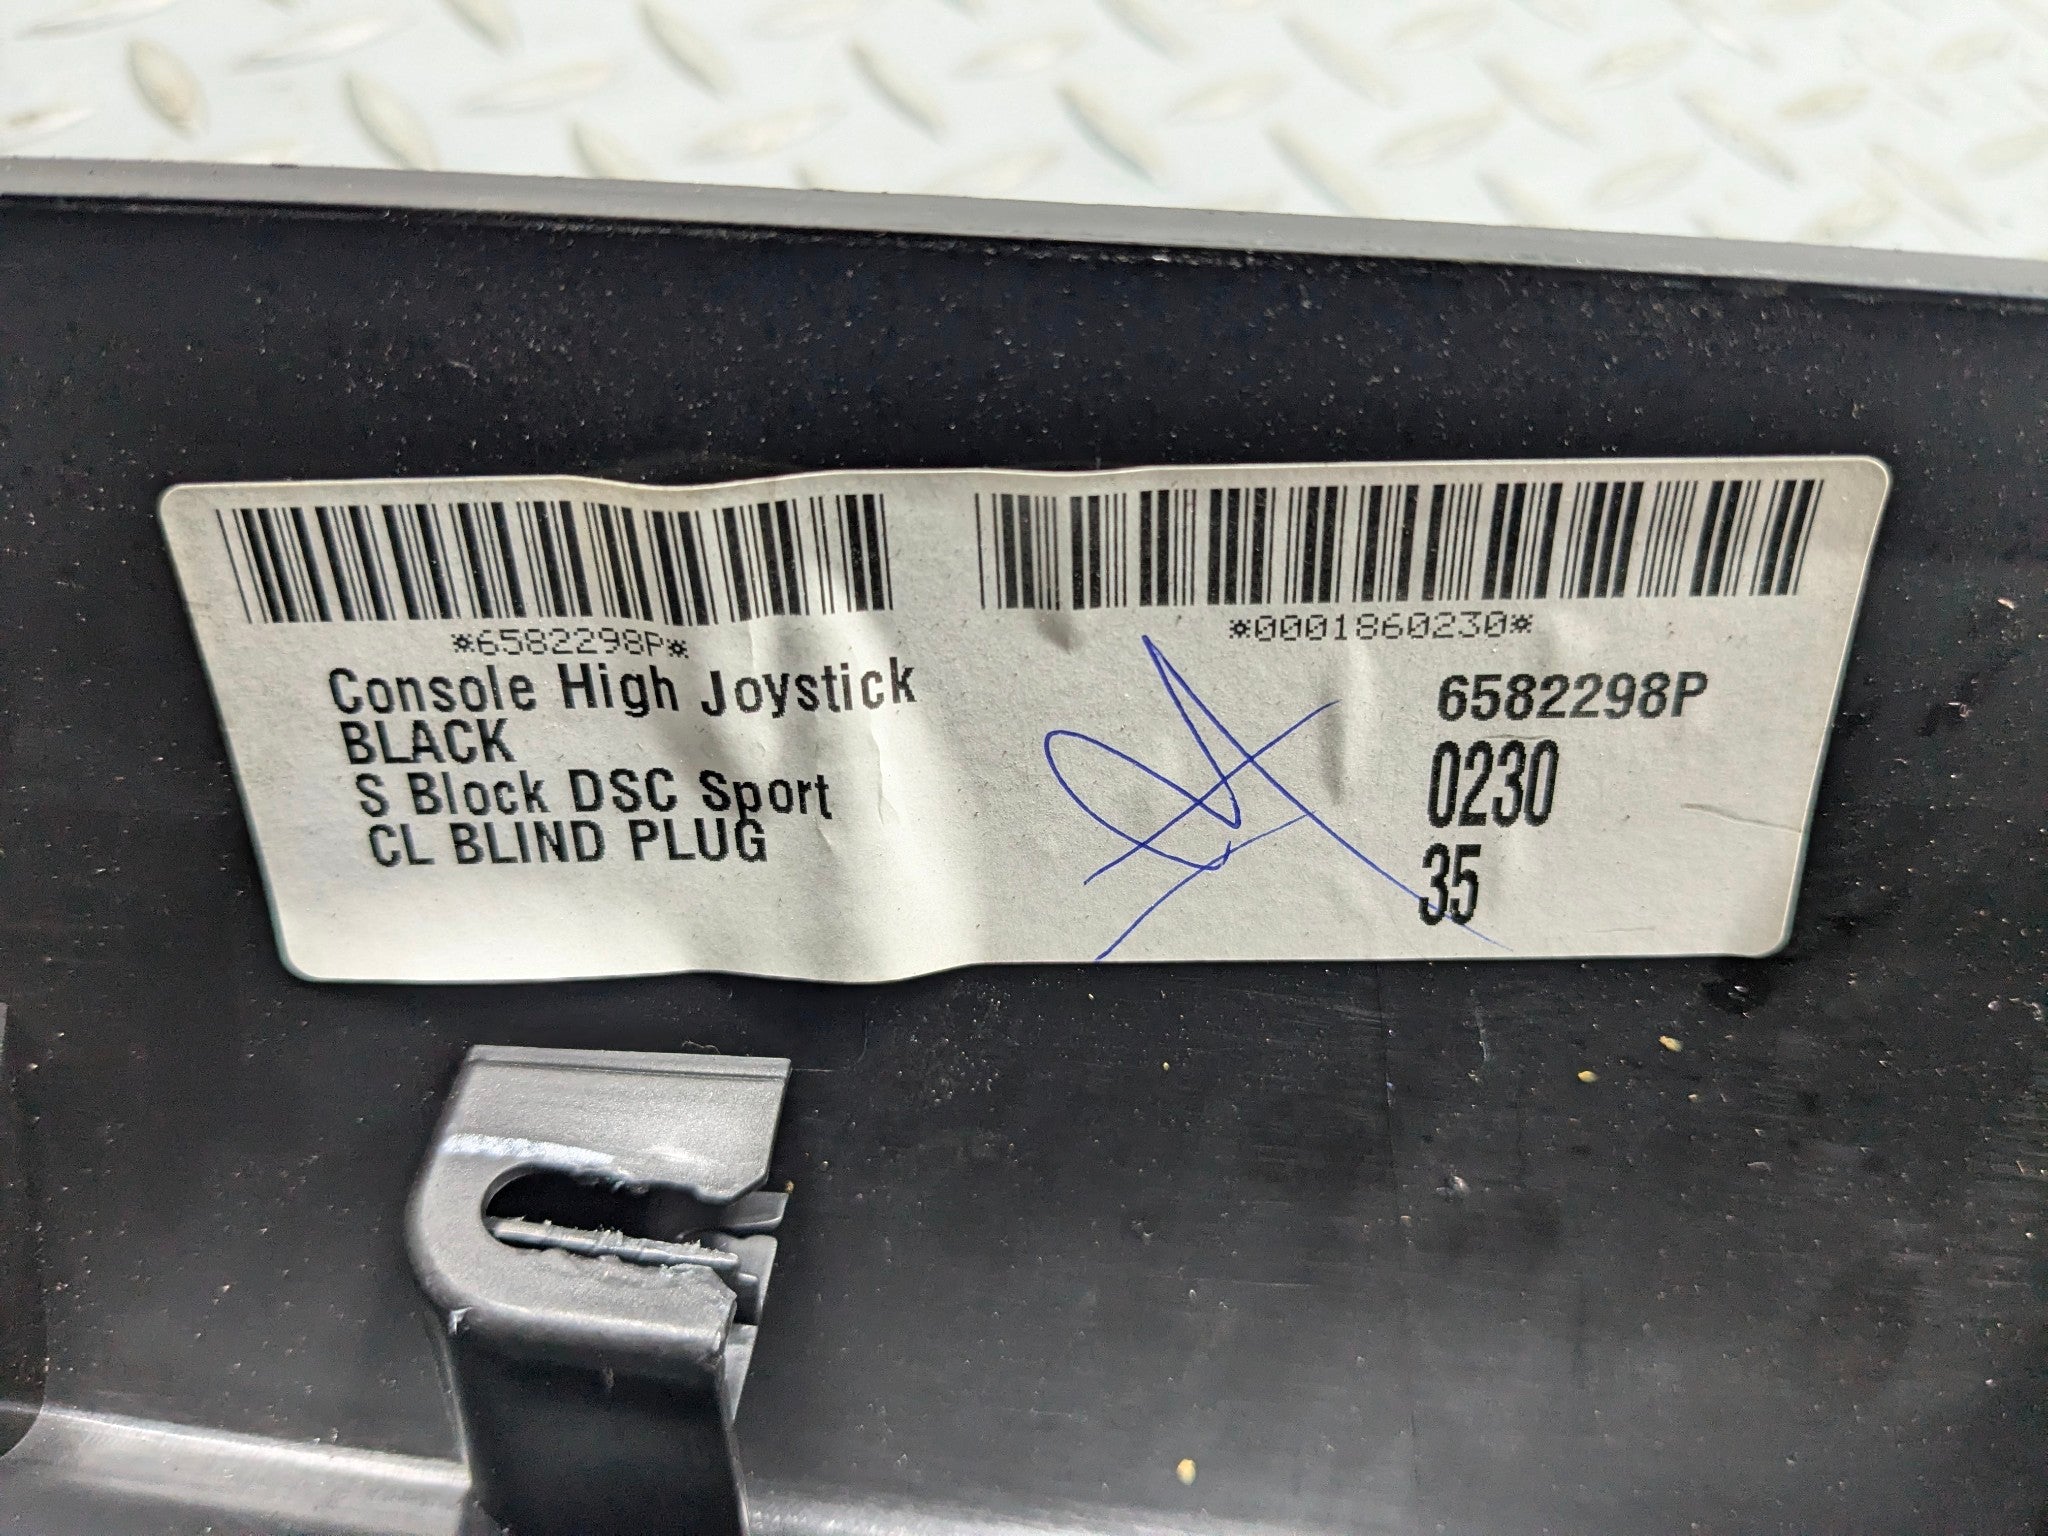 *6582298P*
*0001860230*
Console High Joystick
BLACK
S Block DSC Sport
CL BLIND PLUG
6582298P
0230
35